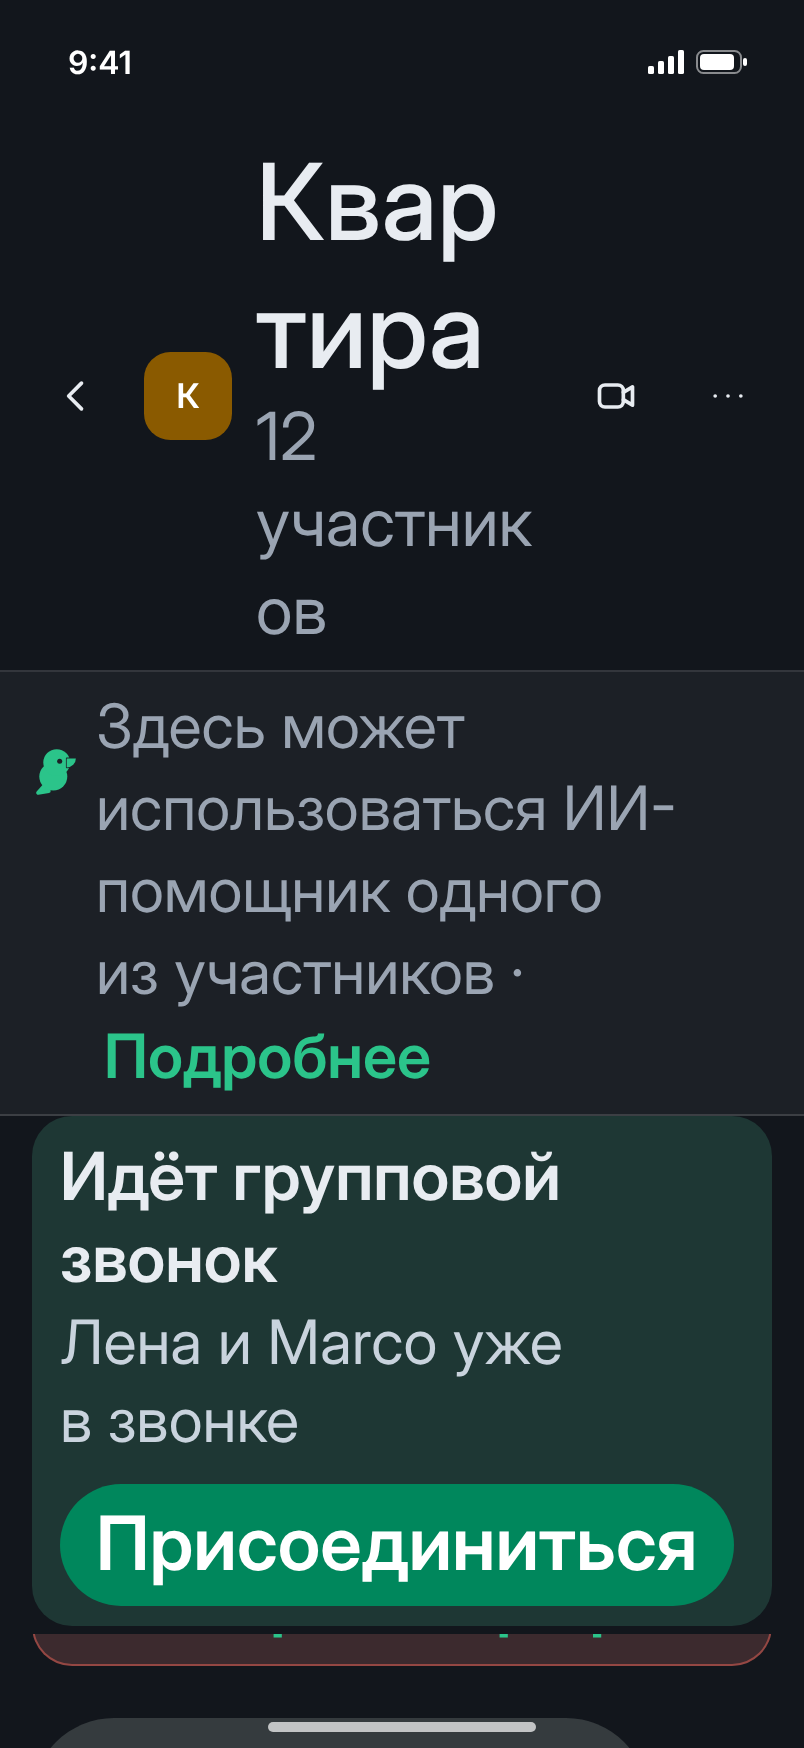 9:41
Квар
тира
К
12
участник
ов
Здесь может
использоваться ИИ-
помощник одного
из участников ·
Подробнее
Идёт групповой
звонок
Лена и Marco уже
в звонке
Присоединиться